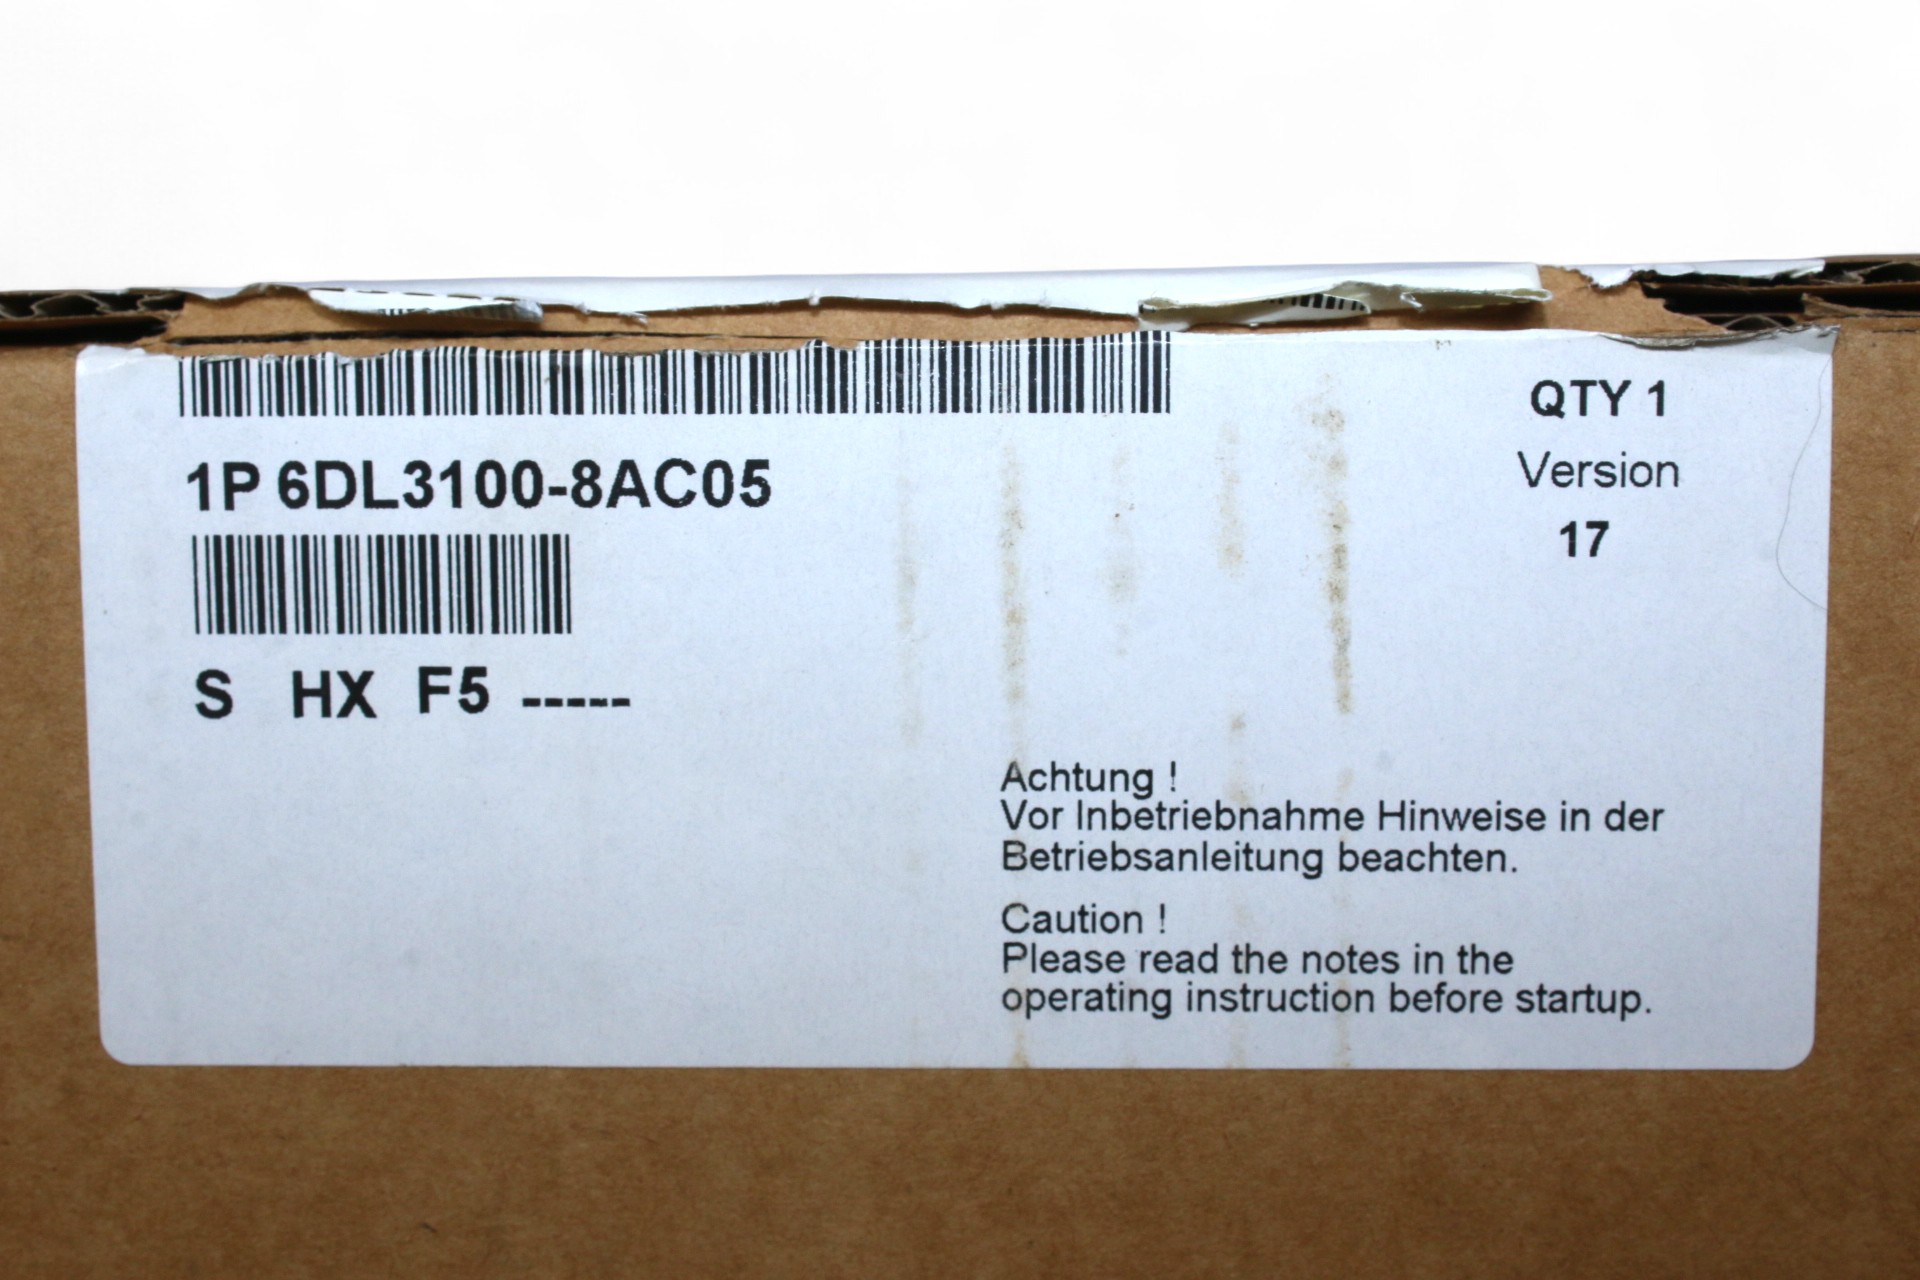 1P 6DL3100-8AC05
QTY 1
Version
17
S HX F5 -----
Achtung !
Vor Inbetriebnahme Hinweise in der
Betriebsanleitung beachten.
Caution !
Please read the notes in the
operating instruction before startup.